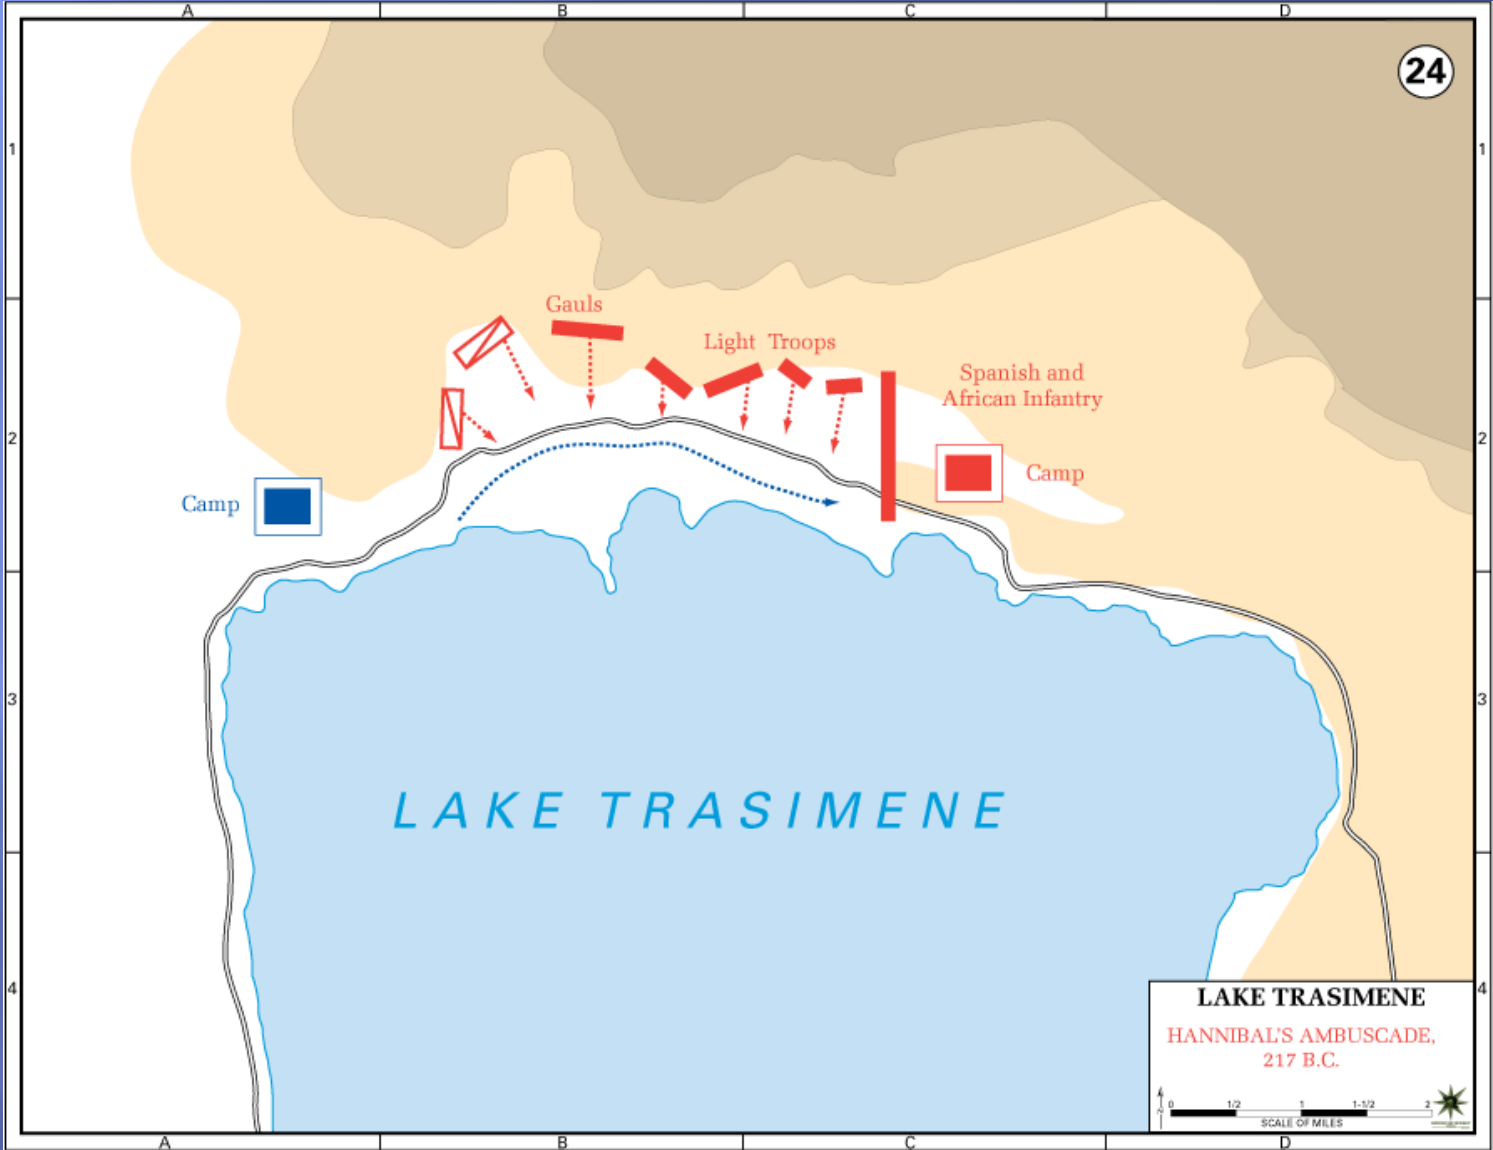 A B C D
24
1 1
Gauls
Light Troops
Spanish and
African Infantry
2 2
Camp
Camp
3 3
LAKE TRASIMENE
4 4
LAKE TRASIMENE
HANNIBAL'S AMBUSCADE,
217 B.C.
0 1/2 1 1-1/2 2
N
SCALE OF MILES
A B C D